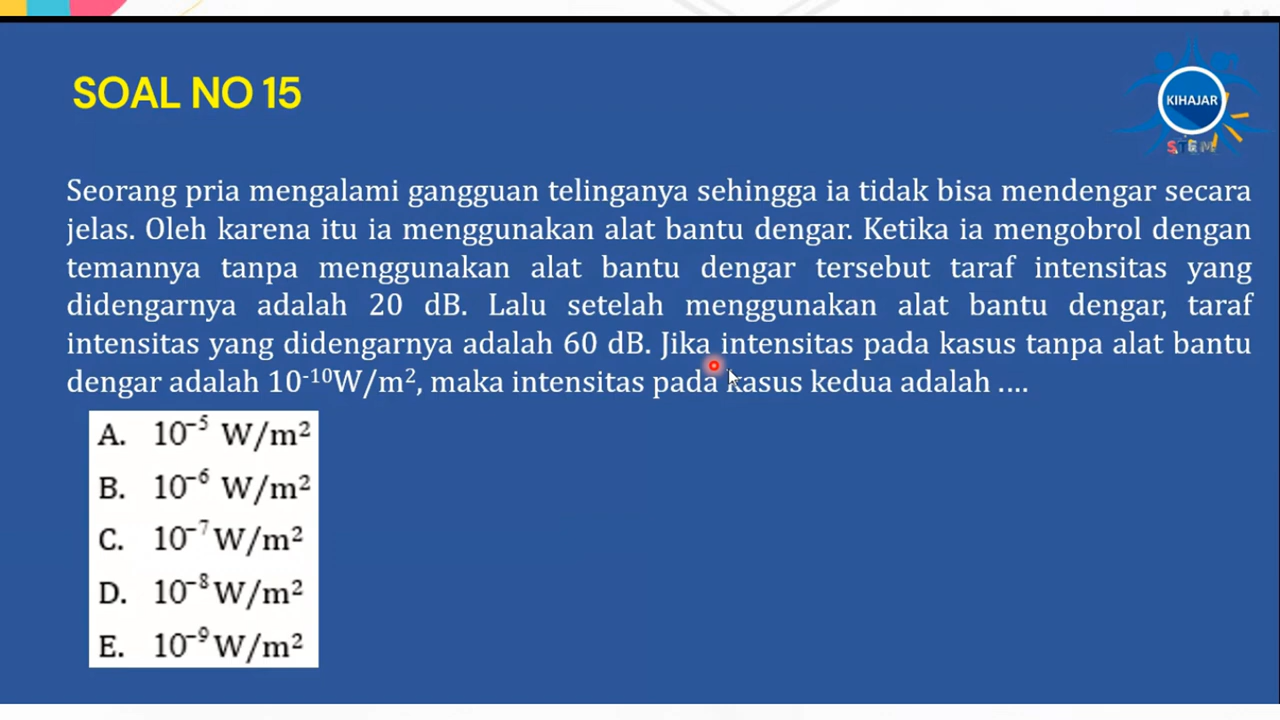 SOAL NO 15
KIHAJAR
STEM
Seorang pria mengalami gangguan telinganya sehingga ia tidak bisa mendengar secara
jelas. Oleh karena itu ia menggunakan alat bantu dengar. Ketika ia mengobrol dengan
temannya tanpa menggunakan alat bantu dengar tersebut taraf intensitas yang
didengarnya adalah 20 dB. Lalu setelah menggunakan alat bantu dengar, taraf
intensitas yang didengarnya adalah 60 dB. Jika intensitas pada kasus tanpa alat bantu
dengar adalah 10⁻¹⁰W/m², maka intensitas pada kasus kedua adalah ....
A. 10⁻⁵ W/m²
B. 10⁻⁶ W/m²
C. 10⁻⁷ W/m²
D. 10⁻⁸ W/m²
E. 10⁻⁹ W/m²